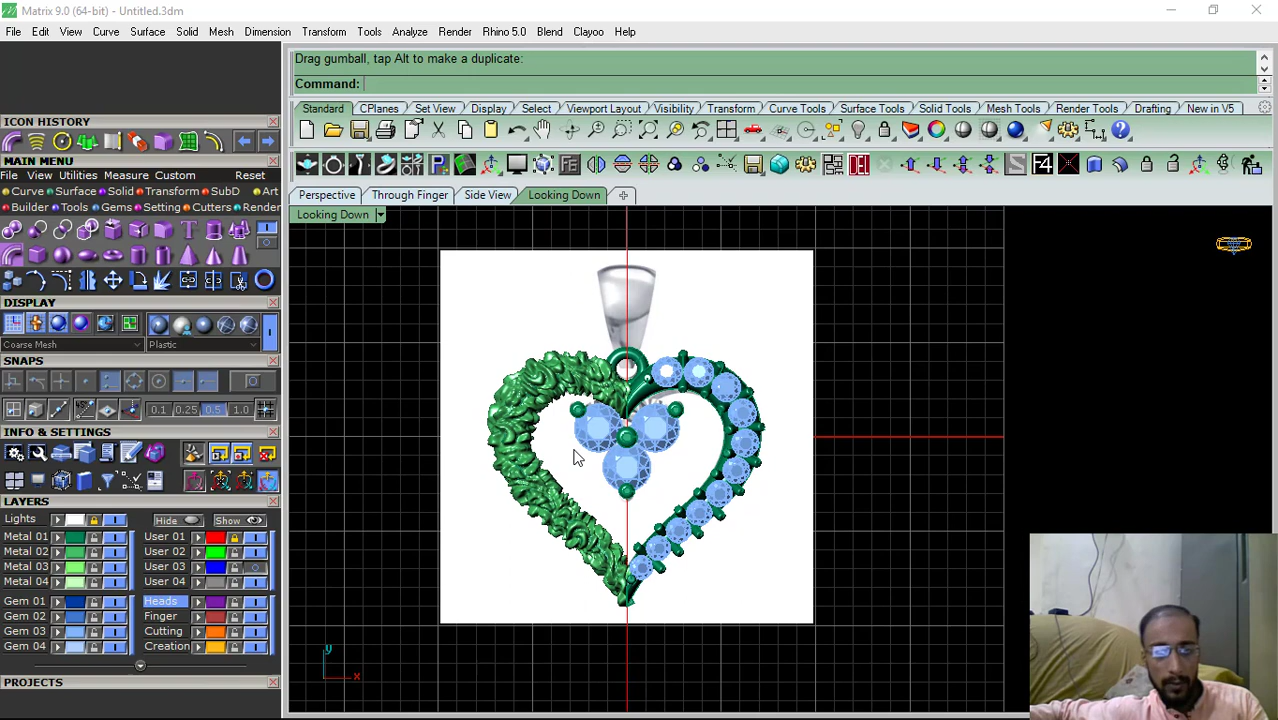 Matrix 9.0 (64-bit) - Untitled.3dm
File Edit View Curve Surface Solid Mesh Dimension Transform Tools Analyze Render Rhino 5.0 Blend Clayoo Help
Drag gumball, tap Alt to make a duplicate:
Command:
Standard CPlanes Set View Display Select Viewport Layout Visibility Transform Curve Tools Surface Tools Solid Tools Mesh Tools Render Tools Drafting New in V5
ICON HISTORY
MAIN MENU
File View Utilities Measure Custom Reset
Curve Surface Solid Transform SubD Art
Builder Tools Gems Setting Cutters Render
F4
DISPLAY
Coarse Mesh Plastic
SNAPS
0.1 0.25 0.5 1.0
INFO & SETTINGS
LAYERS
Lights Hide Show
Metal 01 User 01
Metal 02 User 02
Metal 03 User 03
Metal 04 User 04
Gem 01 Heads
Gem 02 Finger
Gem 03 Cutting
Gem 04 Creation
PROJECTS
Perspective Through Finger Side View Looking Down
Looking Down
y
x